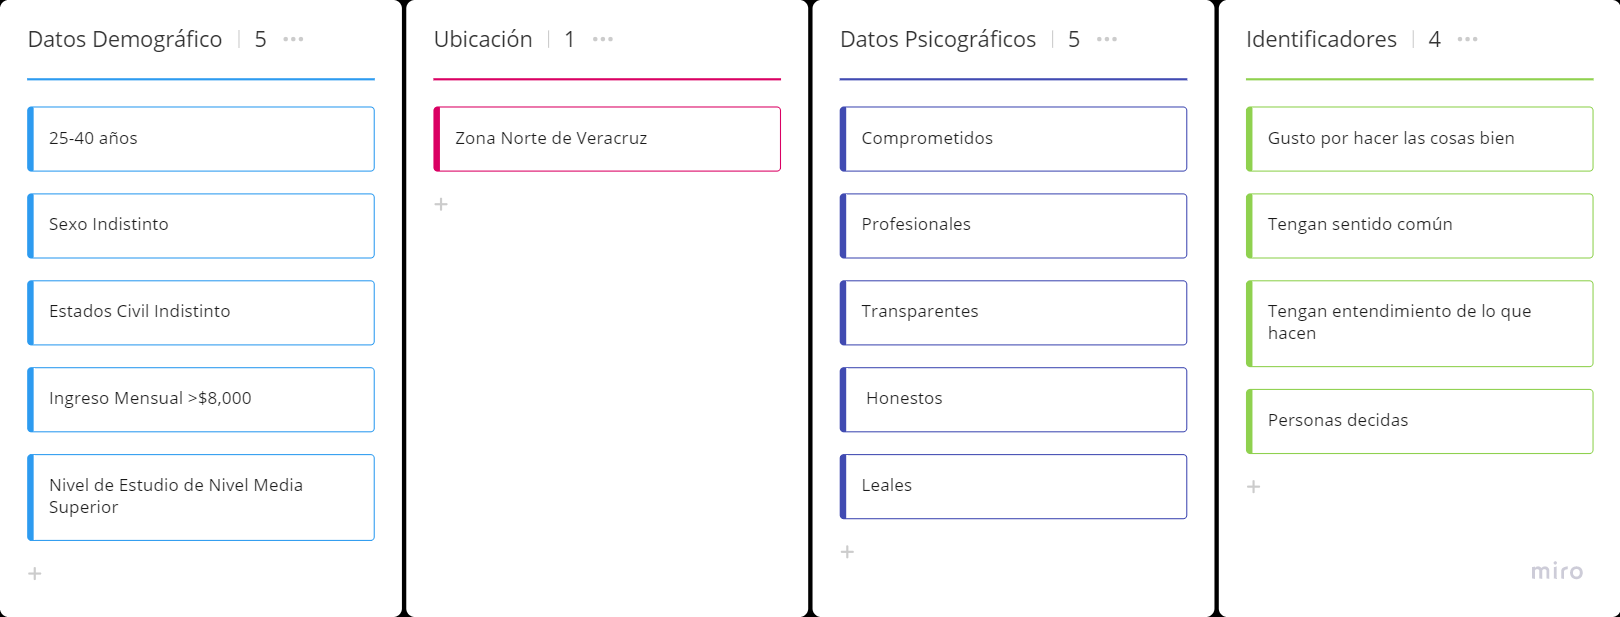 Datos Demográfico | 5 ...
25-40 años
Sexo Indistinto
Estados Civil Indistinto
Ingreso Mensual >$8,000
Nivel de Estudio de Nivel Media
Superior
+
Ubicación | 1 ...
Zona Norte de Veracruz
+
Datos Psicográficos | 5 ...
Comprometidos
Profesionales
Transparentes
Honestos
Leales
+
Identificadores | 4 ...
Gusto por hacer las cosas bien
Tengan sentido común
Tengan entendimiento de lo que
hacen
Personas decidas
+
miro